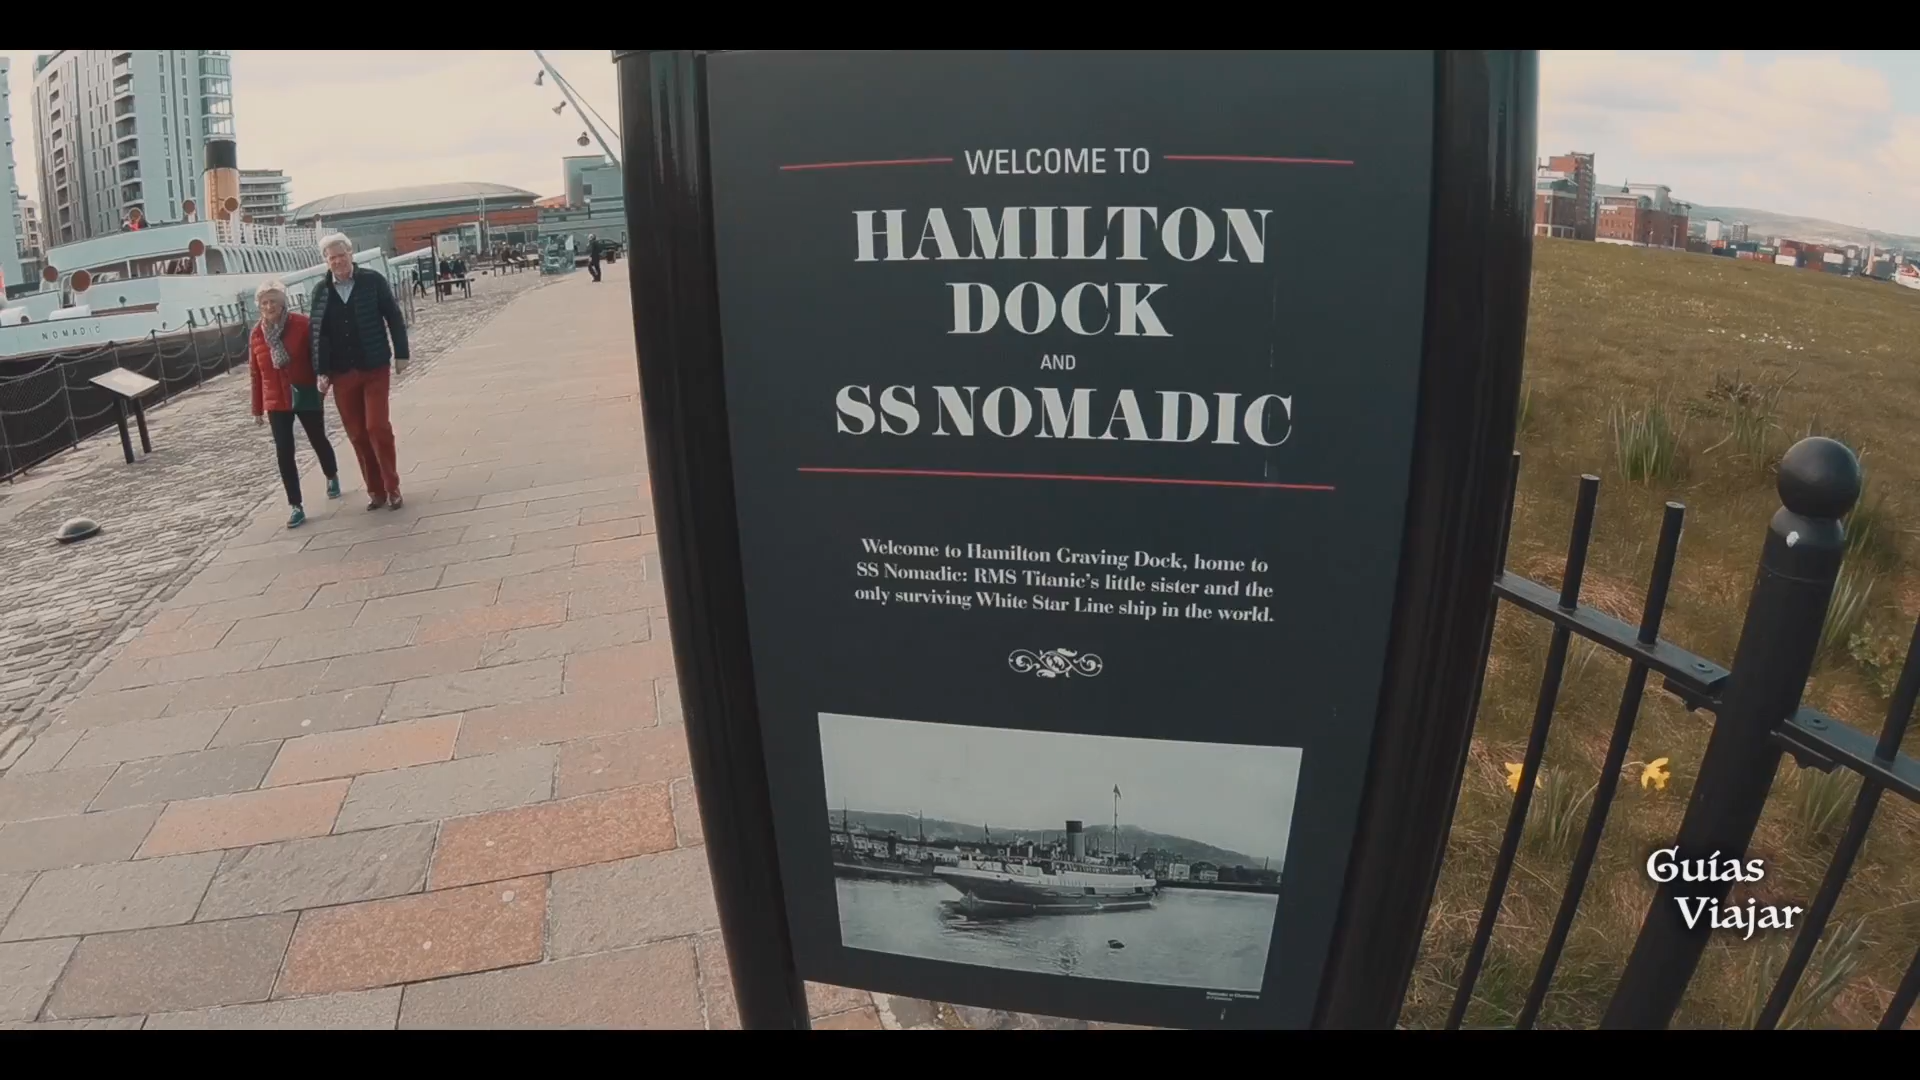 WELCOME TO
HAMILTON
DOCK
AND
SS NOMADIC
Welcome to Hamilton Graving Dock, home to
SS Nomadic: RMS Titanic's little sister and the
only surviving White Star Line ship in the world.
NOMADIC
Guías
Viajar